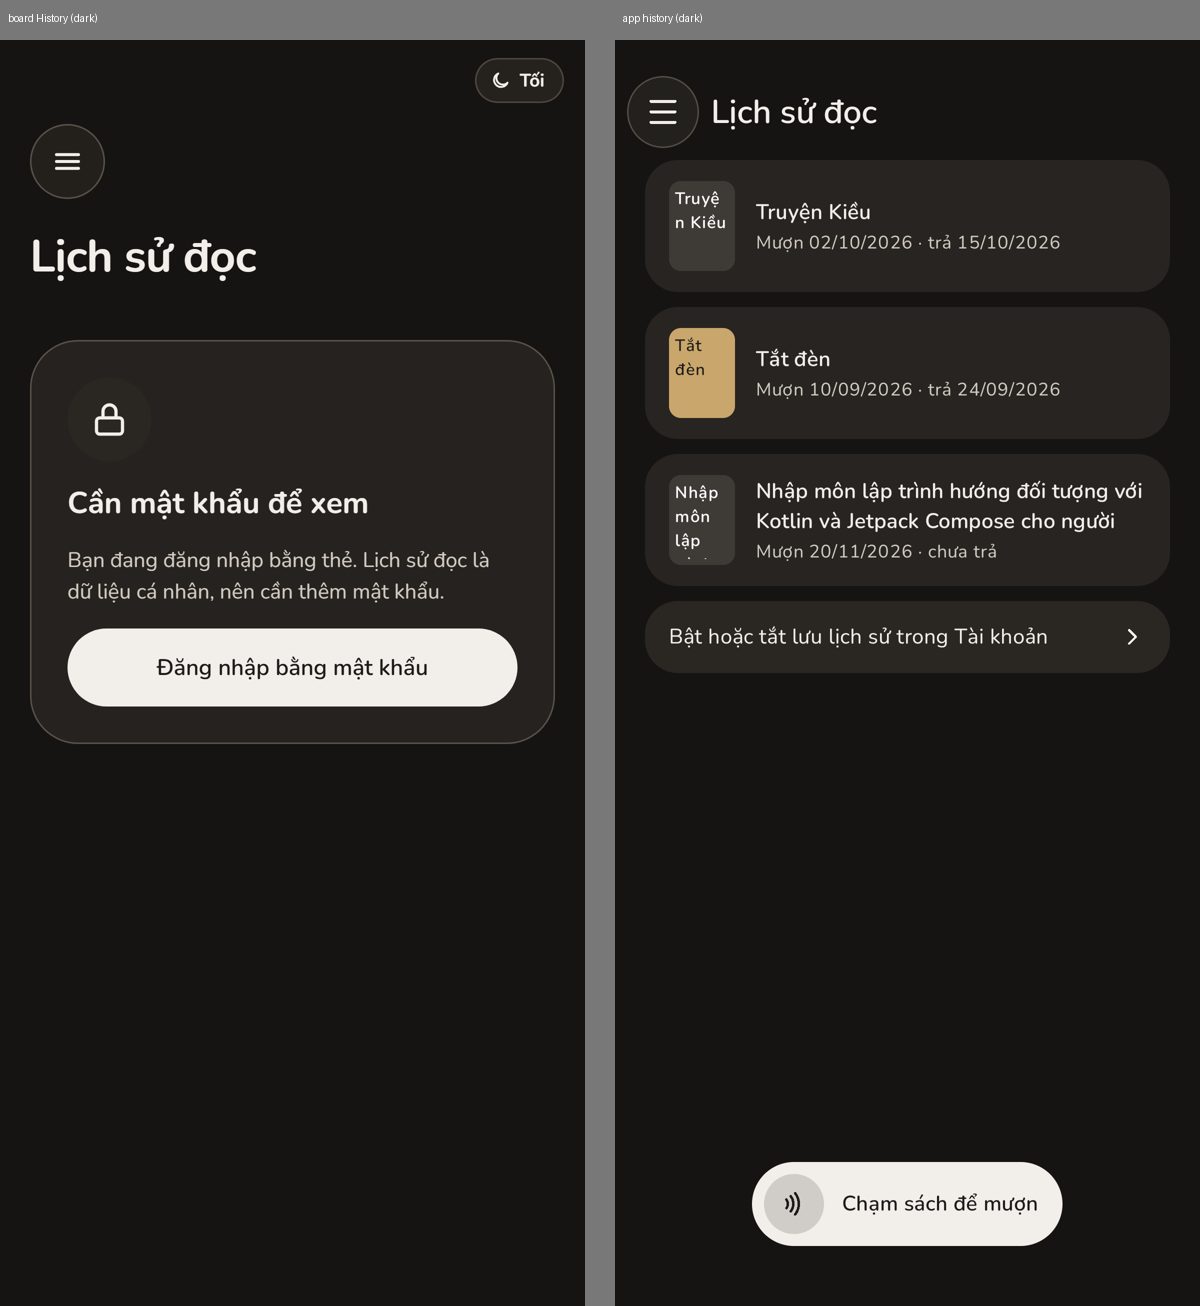 board History (dark)
Tối
Lịch sử đọc
Cần mật khẩu để xem
Bạn đang đăng nhập bằng thẻ. Lịch sử đọc là
dữ liệu cá nhân, nên cần thêm mật khẩu.
Đăng nhập bằng mật khẩu
app history (dark)
Lịch sử đọc
Truyệ
n Kiều
Truyện Kiều
Mượn 02/10/2026 · trả 15/10/2026
Tắt
đèn
Tắt đèn
Mượn 10/09/2026 · trả 24/09/2026
Nhập
môn
lập
Nhập môn lập trình hướng đối tượng với
Kotlin và Jetpack Compose cho người
Mượn 20/11/2026 · chưa trả
Bật hoặc tắt lưu lịch sử trong Tài khoản
Chạm sách để mượn